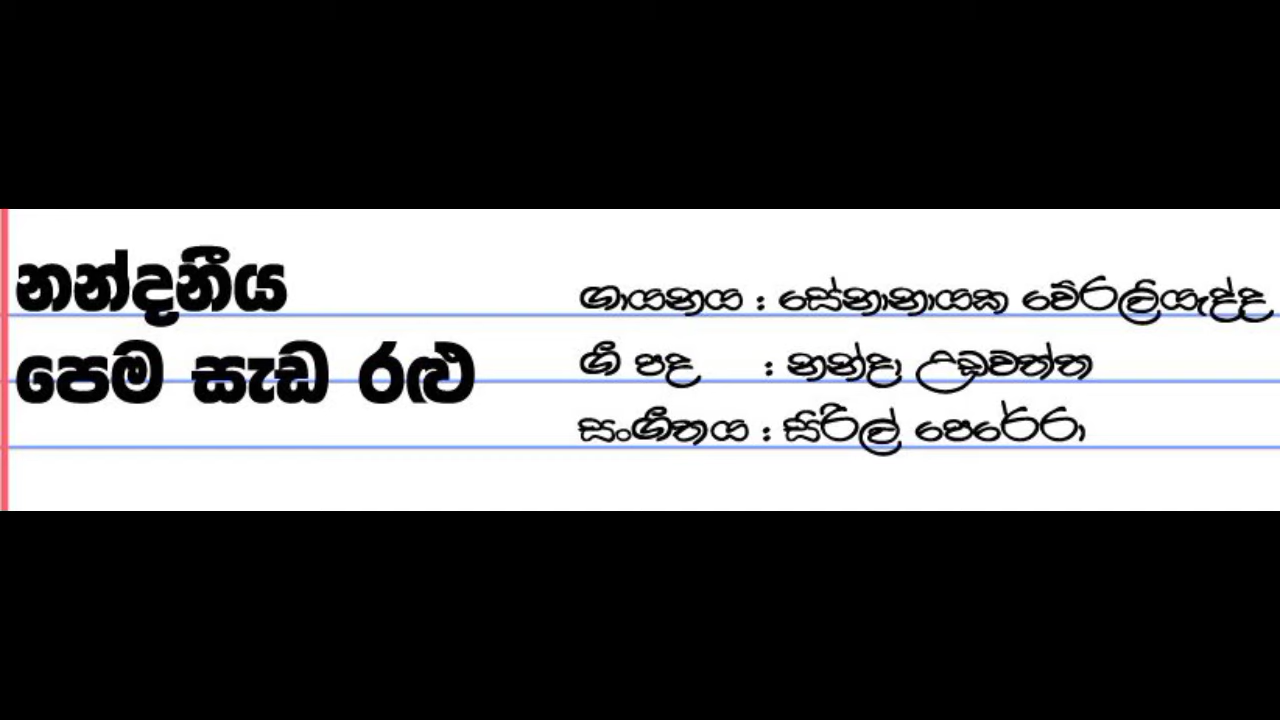 නන්දනීය
පෙම සැඩ රළු
ගායනය : සේනානායක වේරලියැද්ද
ගී පද : නන්දා උඩවත්ත
සංගීතය : සිරිල් පෙරේරා